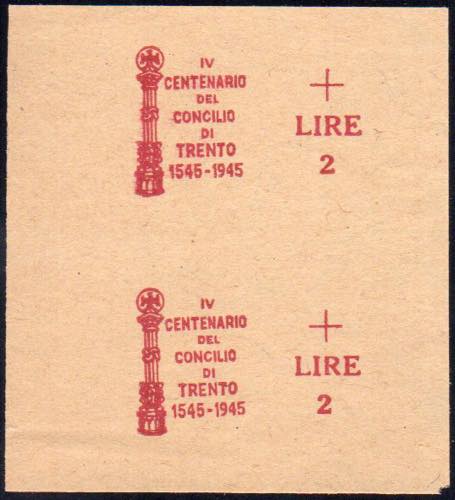 IV
CENTENARIO
DEL
CONCILIO
DI
TRENTO
1545-1945
+
LIRE
2
IV
CENTENARIO
DEL
CONCILIO
DI
TRENTO
1545-1945
+
LIRE
2